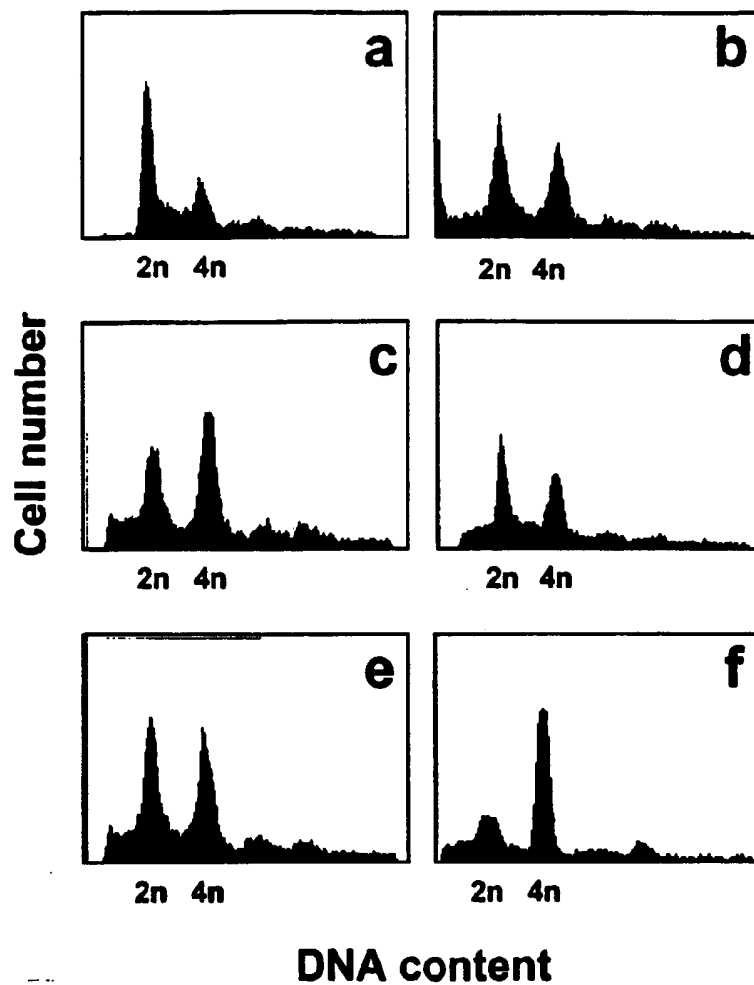 a
b
2n 4n
2n 4n
Cell number
c
d
2n 4n
2n 4n
e
f
2n 4n
2n 4n
DNA content